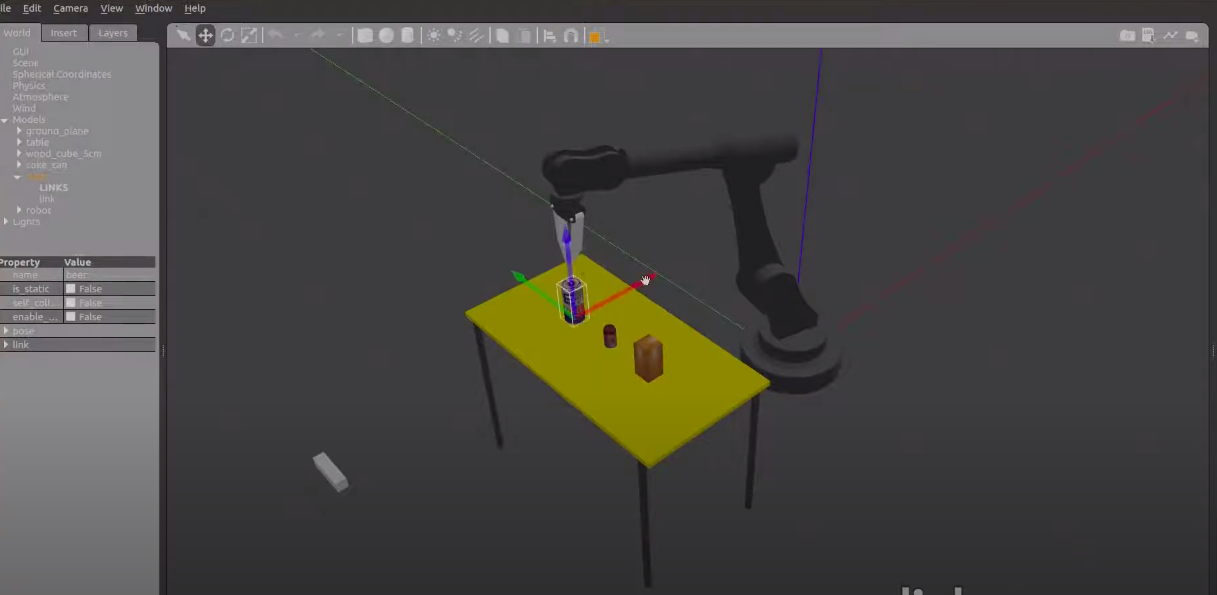 ile Edit Camera View Window Help
World Insert Layers
GUI
Scene
Spherical Coordinates
Physics
Atmosphere
Wind
Models
ground_plane
table
wood_cube_5cm
coke_can
LINKS
link
robot
Lights
Property Value
name beer
is_static False
self_coll... False
enable_... False
pose
link